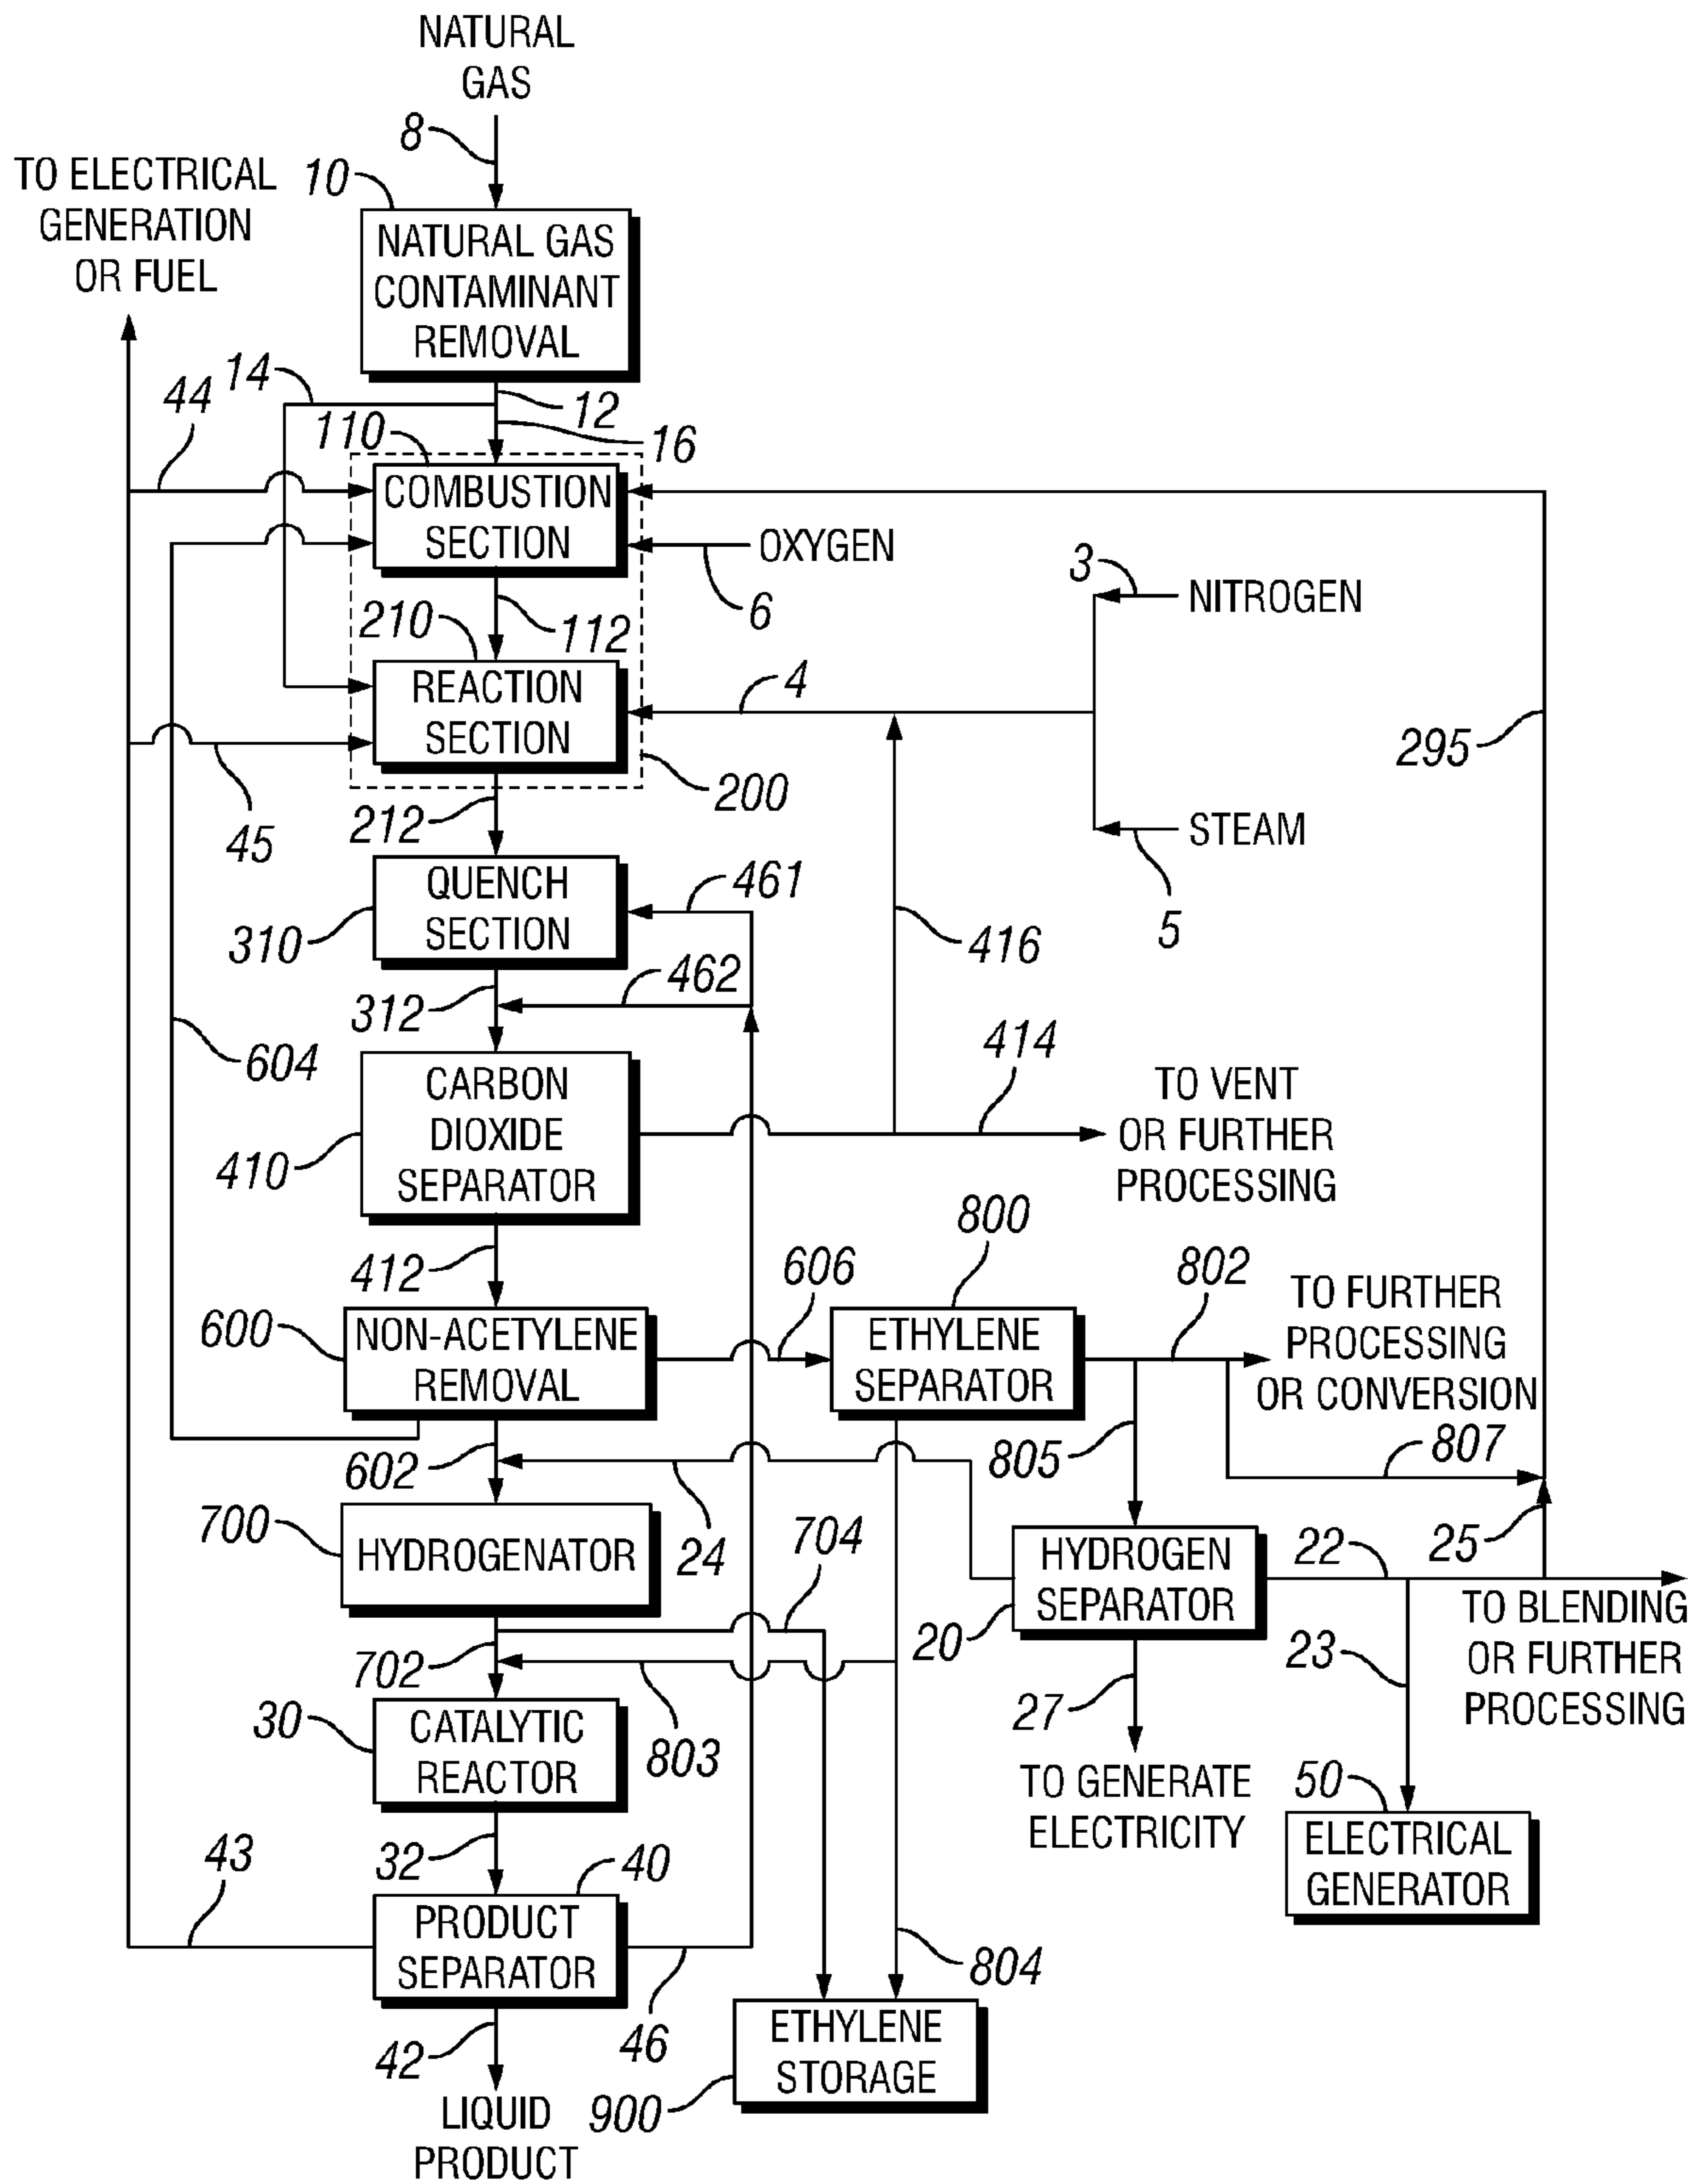 NATURAL
GAS
8
TO ELECTRICAL
GENERATION
OR FUEL
10
NATURAL GAS
CONTAMINANT
REMOVAL
14
44
12
110
16
COMBUSTION
SECTION
OXYGEN
6
3
NITROGEN
112
210
REACTION
SECTION
4
295
200
212
45
STEAM
5
QUENCH
SECTION
461
310
416
462
312
604
414
CARBON
DIOXIDE
SEPARATOR
410
TO VENT
OR FURTHER
PROCESSING
800
412
606
802
TO FURTHER
PROCESSING
OR CONVERSION
600
NON-ACETYLENE
REMOVAL
ETHYLENE
SEPARATOR
805
807
602
24
700
HYDROGENATOR
704
HYDROGEN
SEPARATOR
20
22
25
TO BLENDING
OR FURTHER
PROCESSING
23
702
27
30
CATALYTIC
REACTOR
803
TO GENERATE
ELECTRICITY
50
ELECTRICAL
GENERATOR
32
40
43
PRODUCT
SEPARATOR
46
804
42
ETHYLENE
STORAGE
900
LIQUID
PRODUCT